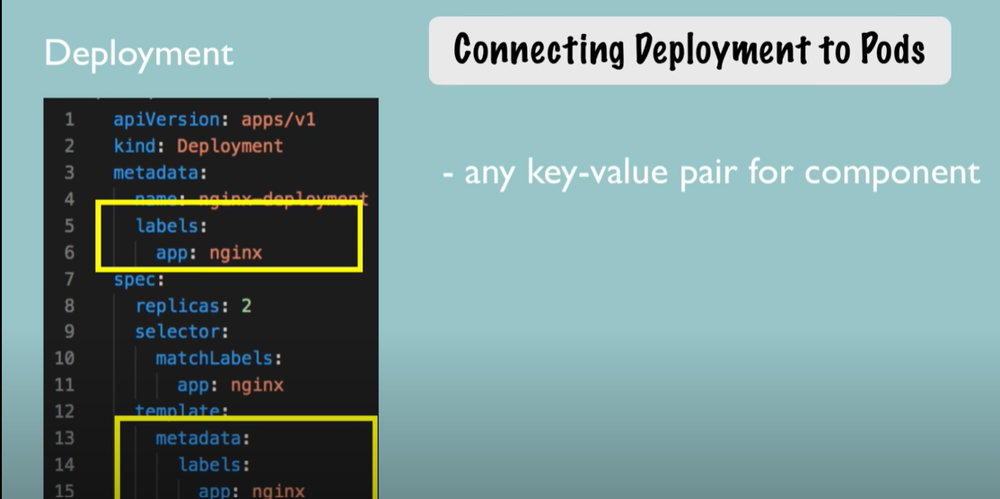 Deployment
Connecting Deployment to Pods
- any key-value pair for component
1 apiVersion: apps/v1
2 kind: Deployment
3 metadata:
4 name: nginx-deployment
5 labels:
6 app: nginx
7 spec:
8 replicas: 2
9 selector:
10 matchLabels:
11 app: nginx
12 template:
13 metadata:
14 labels:
15 app: nginx